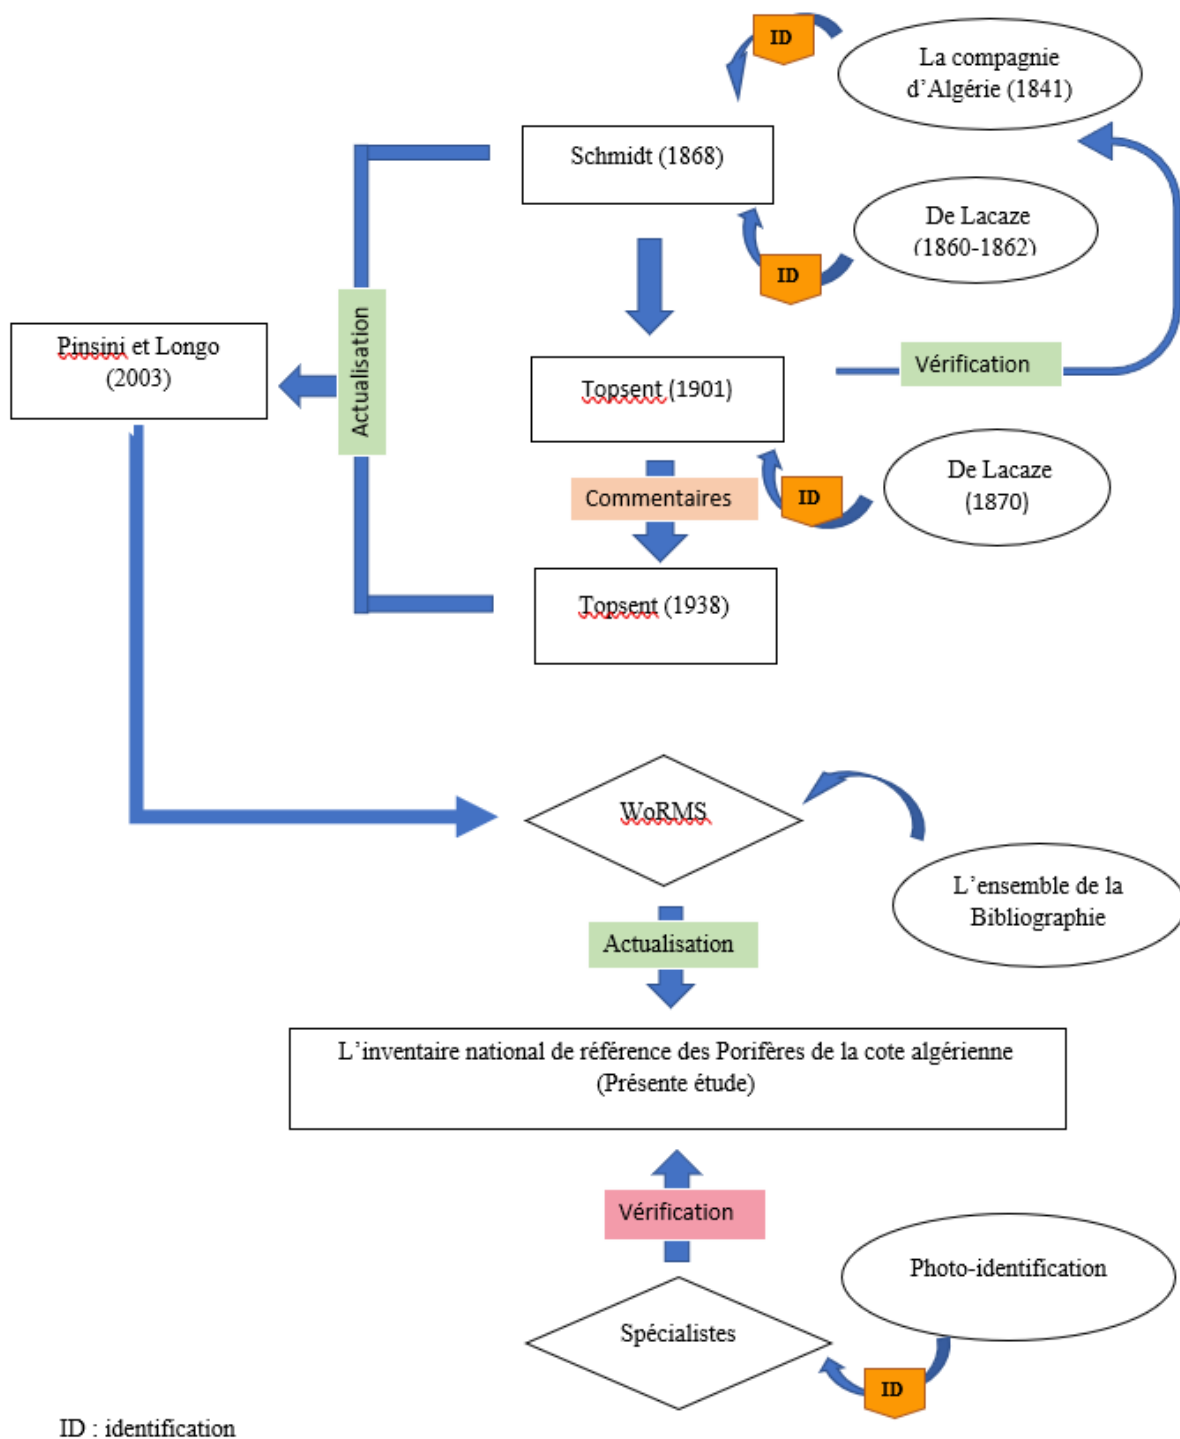 ID
La compagnie
d’Algérie (1841)
Schmidt (1868)
De Lacaze
(1860-1862)
ID
Actualisation
Pinsini et Longo
(2003)
Vérification
Topsent (1901)
De Lacaze
(1870)
ID
Commentaires
Topsent (1938)
WoRMS
L’ensemble de la
Bibliographie
Actualisation
L’inventaire national de référence des Porifères de la cote algérienne
(Présente étude)
Vérification
Photo-identification
Spécialistes
ID
ID : identification